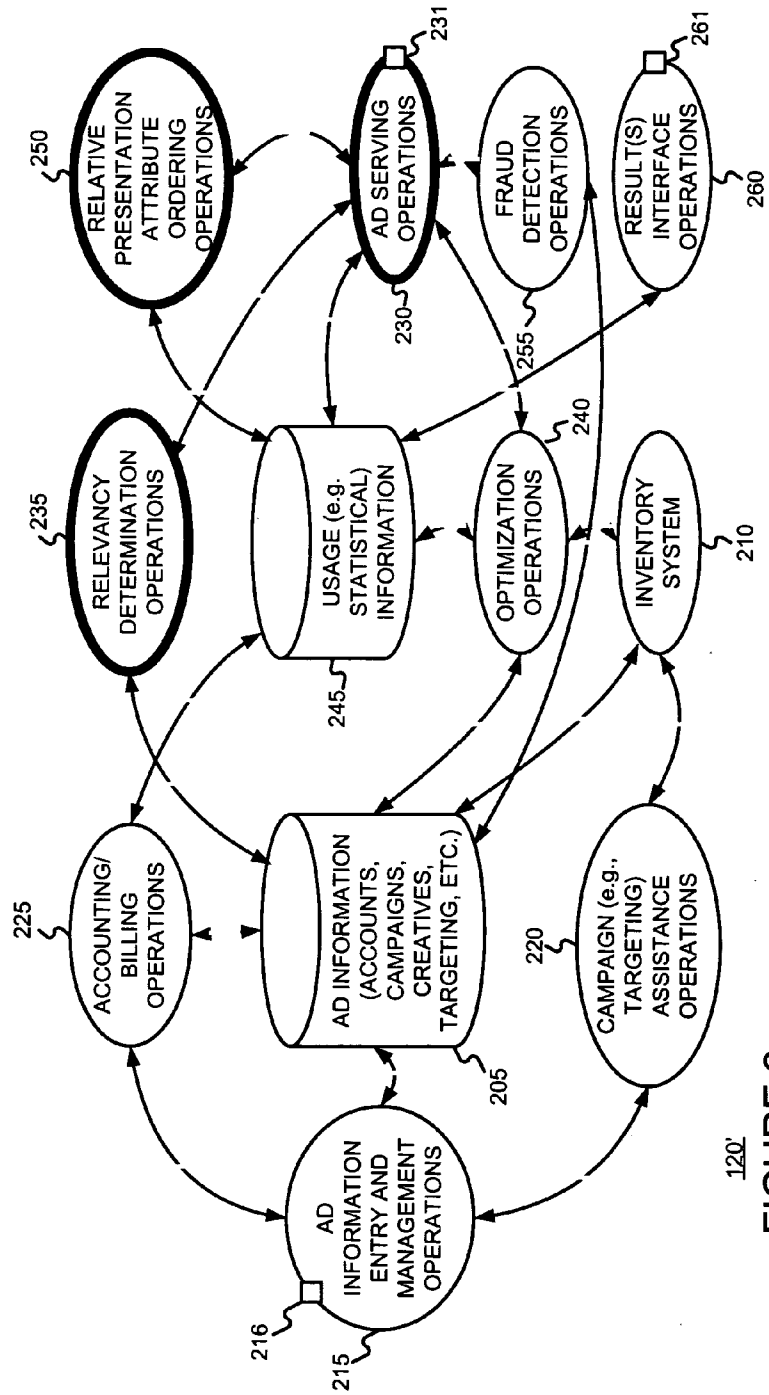 235
RELEVANCY
DETERMINATION
OPERATIONS
250
RELATIVE
PRESENTATION
ATTRIBUTE
ORDERING
OPERATIONS
225
ACCOUNTING/
BILLING
OPERATIONS
216
215
AD
INFORMATION
ENTRY AND
MANAGEMENT
OPERATIONS
AD INFORMATION
(ACCOUNTS,
CAMPAIGNS,
CREATIVES,
TARGETING, ETC.)
205
USAGE (e.g.
STATISTICAL)
INFORMATION
245
AD SERVING
OPERATIONS
230
231
FRAUD
DETECTION
OPERATIONS
255
OPTIMIZATION
OPERATIONS
240
220
CAMPAIGN (e.g.,
TARGETING)
ASSISTANCE
OPERATIONS
INVENTORY
SYSTEM
210
RESULT(S)
INTERFACE
OPERATIONS
261
260
120'
FIGURE 2